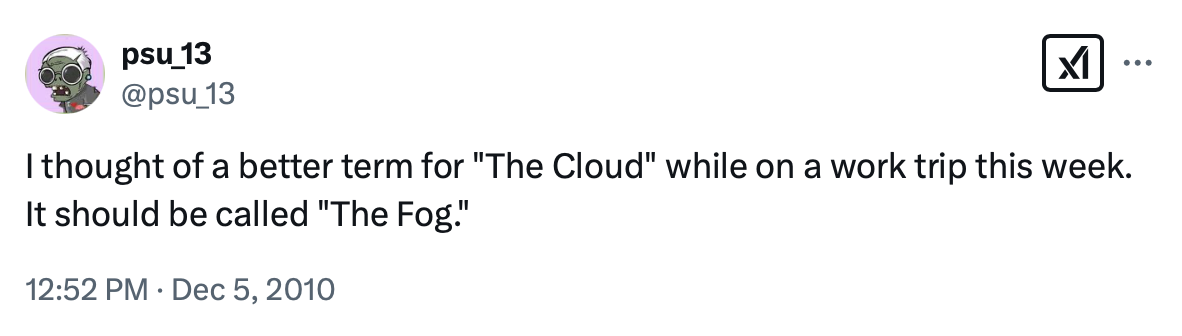 psu_13
@psu_13
xI
I thought of a better term for "The Cloud" while on a work trip this week.
It should be called "The Fog."
12:52 PM · Dec 5, 2010